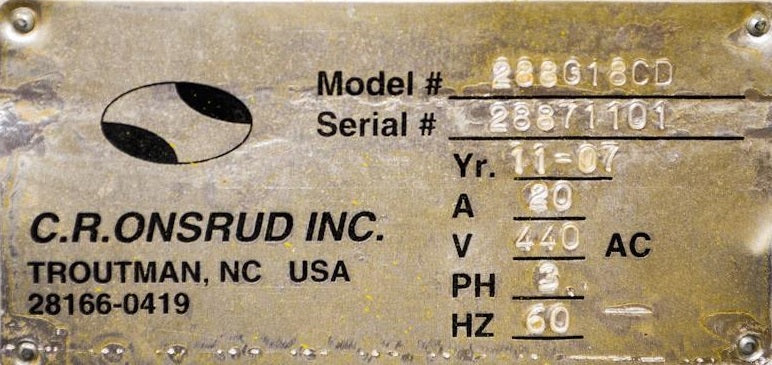 Model # 288G18CD
Serial # 28871101
Yr. 11-07
A 20
V 440 AC
PH
HZ 60
C.R.ONSRUD INC.
TROUTMAN, NC USA
28166-0419